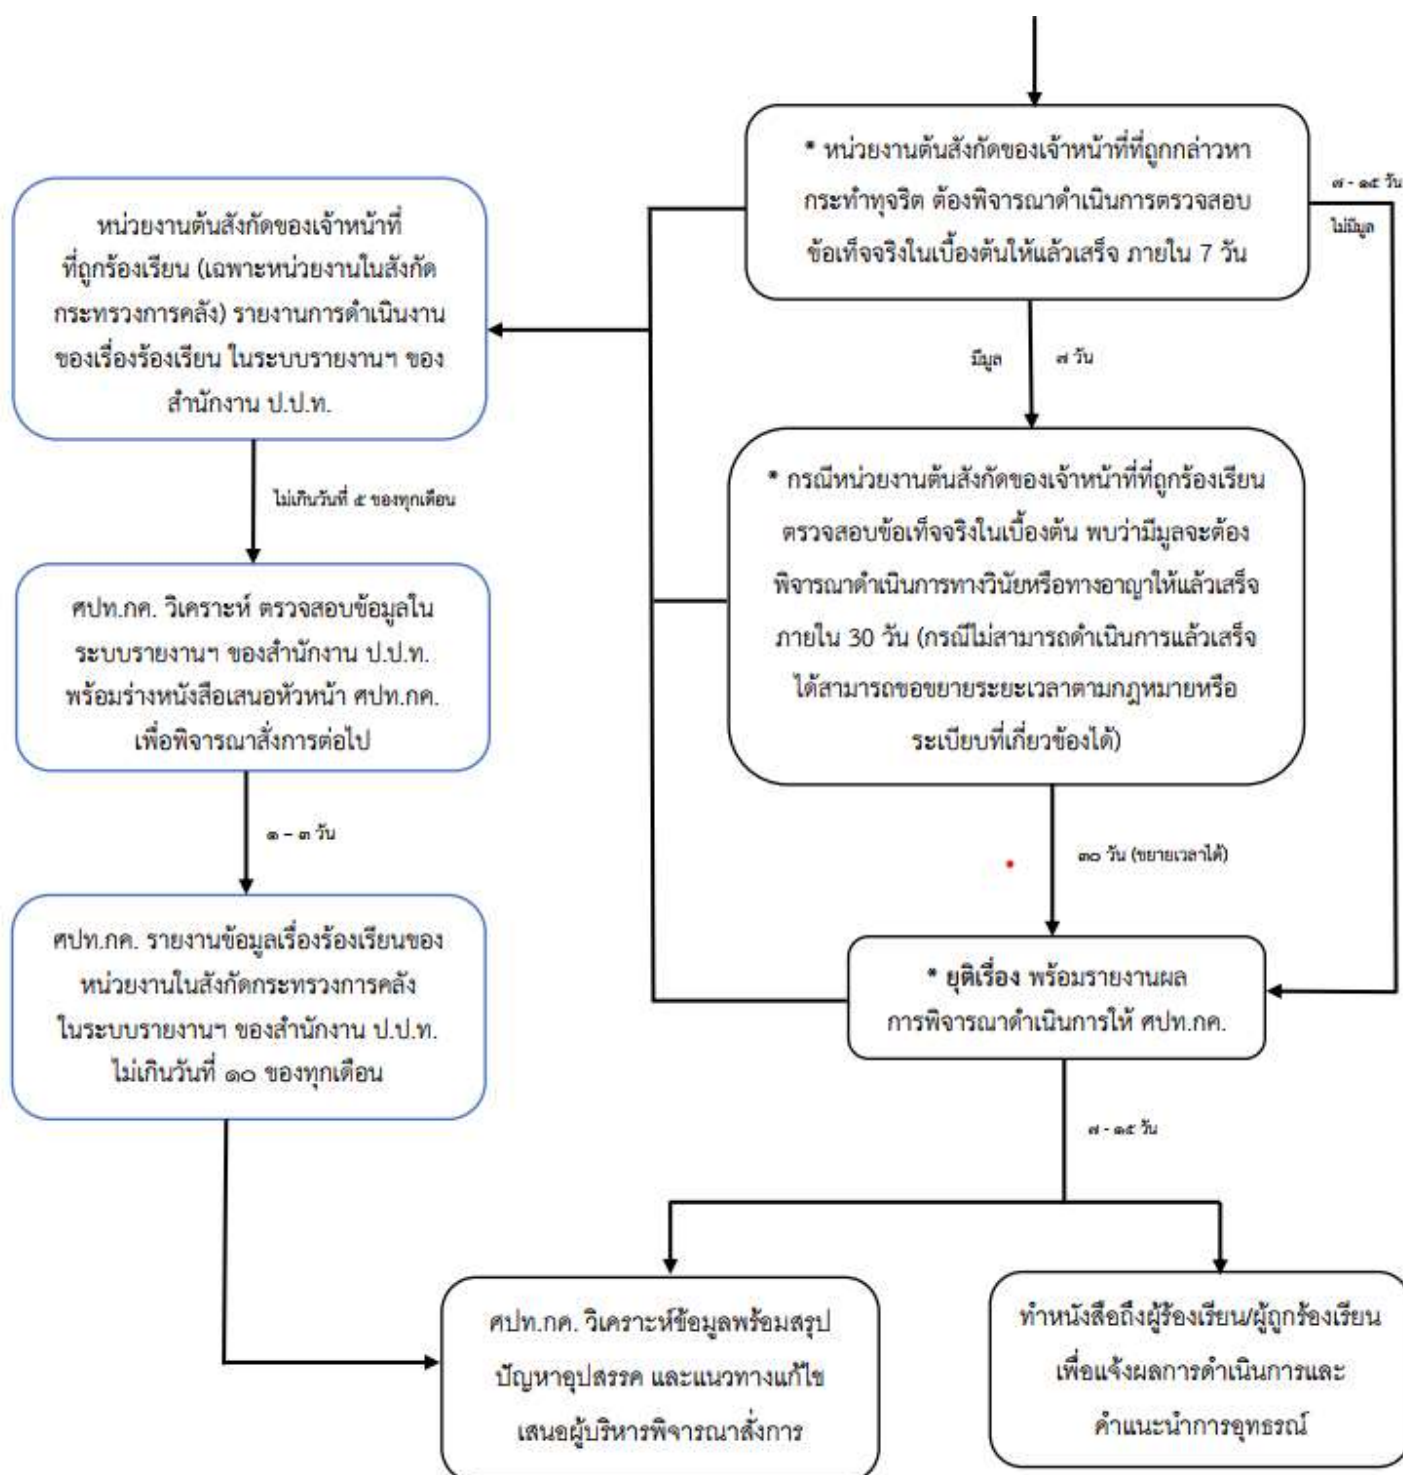 * หน่วยงานต้นสังกัดของเจ้าหน้าที่ที่ถูกกล่าวหา
กระทำทุจริต ต้องพิจารณาดำเนินการตรวจสอบ
ข้อเท็จจริงในเบื้องต้นให้แล้วเสร็จ ภายใน 7 วัน
๗ - ๑๕ วัน
ไม่มีมูล
มีมูล
๗ วัน
* กรณีหน่วยงานต้นสังกัดของเจ้าหน้าที่ที่ถูกร้องเรียน
ตรวจสอบข้อเท็จจริงในเบื้องต้น พบว่ามีมูลจะต้อง
พิจารณาดำเนินการทางวินัยหรือทางอาญาให้แล้วเสร็จ
ภายใน 30 วัน (กรณีไม่สามารถดำเนินการแล้วเสร็จ
ได้สามารถขอขยายระยะเวลาตามกฎหมายหรือ
ระเบียบที่เกี่ยวข้องได้)
๓๐ วัน (ขยายเวลาได้)
* ยุติเรื่อง พร้อมรายงานผล
การพิจารณาดำเนินการให้ ศปท.กค.
๗ - ๑๕ วัน
หน่วยงานต้นสังกัดของเจ้าหน้าที่
ที่ถูกร้องเรียน (เฉพาะหน่วยงานในสังกัด
กระทรวงการคลัง) รายงานการดำเนินงาน
ของเรื่องร้องเรียน ในระบบรายงานฯ ของ
สำนักงาน ป.ป.ท.
ไม่เกินวันที่ ๕ ของทุกเดือน
ศปท.กค. วิเคราะห์ ตรวจสอบข้อมูลใน
ระบบรายงานฯ ของสำนักงาน ป.ป.ท.
พร้อมร่างหนังสือเสนอหัวหน้า ศปท.กค.
เพื่อพิจารณาสั่งการต่อไป
๑ – ๓ วัน
ศปท.กค. รายงานข้อมูลเรื่องร้องเรียนของ
หน่วยงานในสังกัดกระทรวงการคลัง
ในระบบรายงานฯ ของสำนักงาน ป.ป.ท.
ไม่เกินวันที่ ๑๐ ของทุกเดือน
ศปท.กค. วิเคราะห์ข้อมูลพร้อมสรุป
ปัญหาอุปสรรค และแนวทางแก้ไข
เสนอผู้บริหารพิจารณาสั่งการ
ทำหนังสือถึงผู้ร้องเรียน/ผู้ถูกร้องเรียน
เพื่อแจ้งผลการดำเนินการและ
คำแนะนำการอุทธรณ์